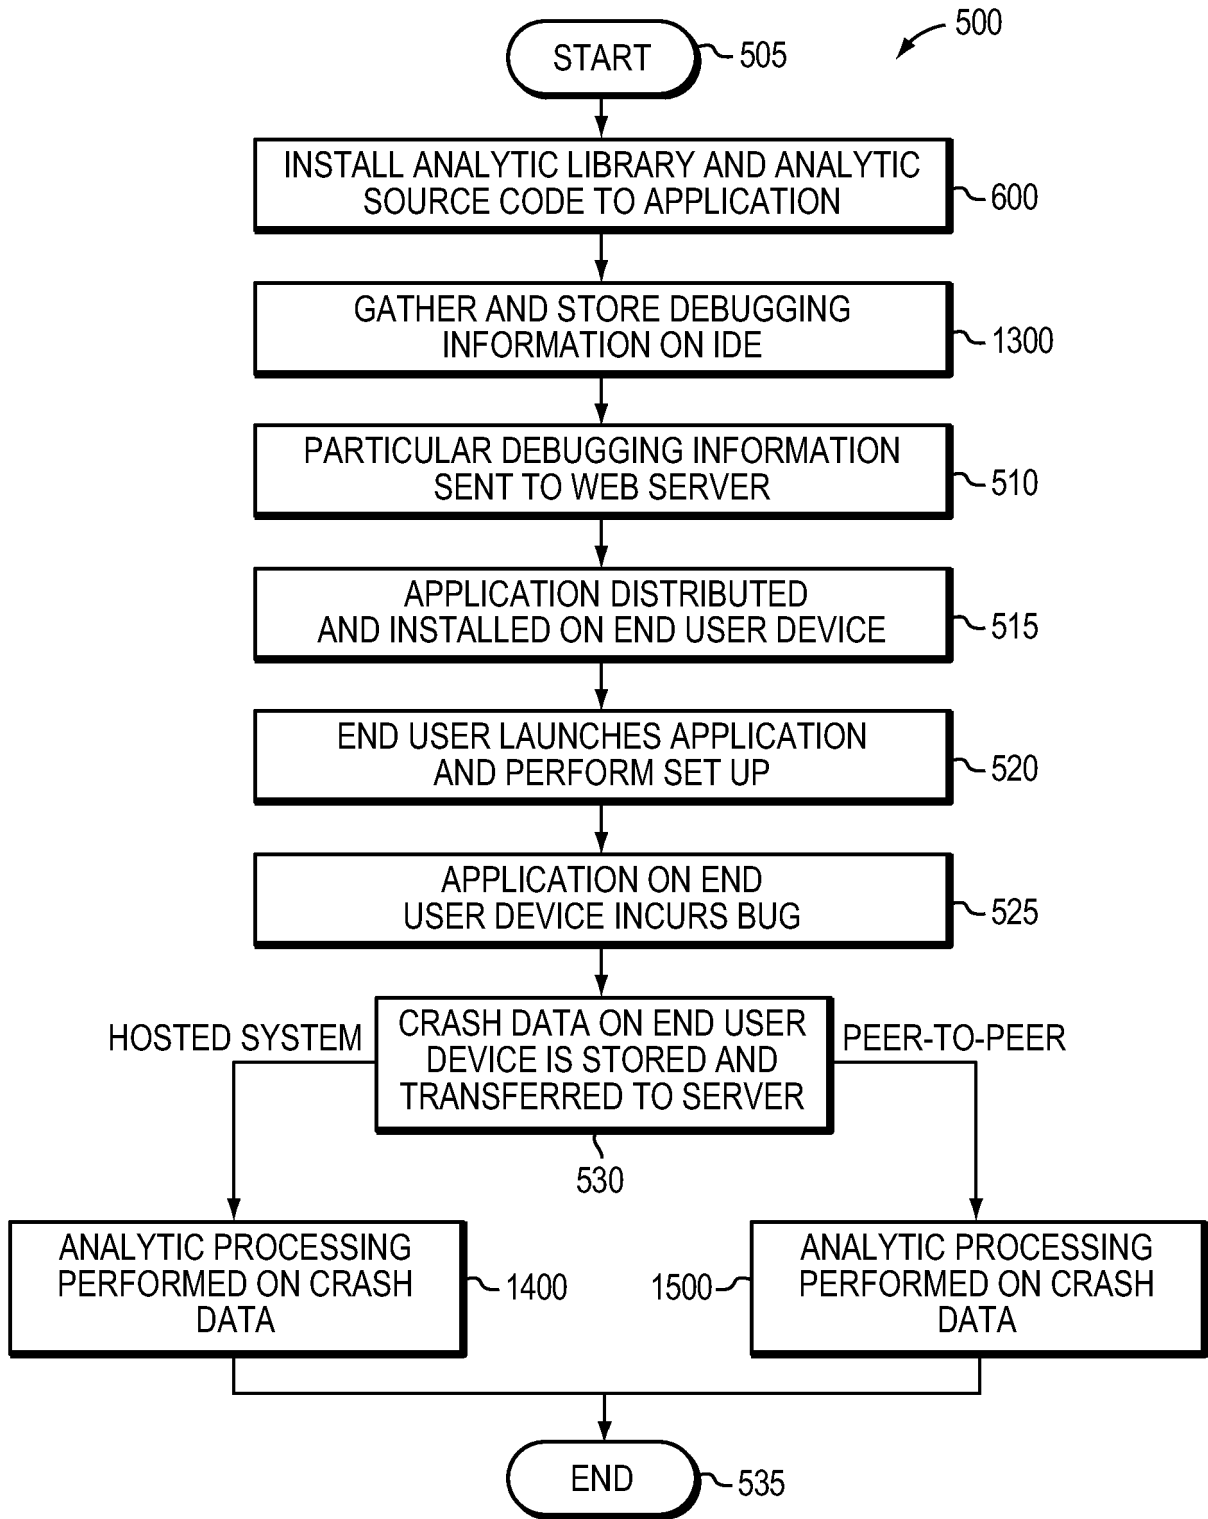 500
START
505
INSTALL ANALYTIC LIBRARY AND ANALYTIC
SOURCE CODE TO APPLICATION
600
GATHER AND STORE DEBUGGING
INFORMATION ON IDE
1300
PARTICULAR DEBUGGING INFORMATION
SENT TO WEB SERVER
510
APPLICATION DISTRIBUTED
AND INSTALLED ON END USER DEVICE
515
END USER LAUNCHES APPLICATION
AND PERFORM SET UP
520
APPLICATION ON END
USER DEVICE INCURS BUG
525
HOSTED SYSTEM
CRASH DATA ON END USER
DEVICE IS STORED AND
TRANSFERRED TO SERVER
PEER-TO-PEER
530
ANALYTIC PROCESSING
PERFORMED ON CRASH
DATA
1400
1500
ANALYTIC PROCESSING
PERFORMED ON CRASH
DATA
END
535